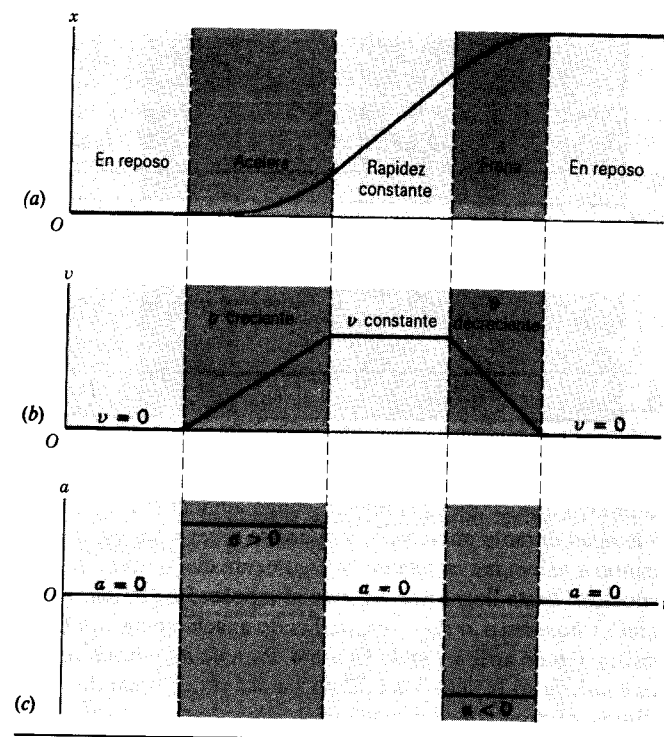 x
En reposo
Acelera
Rapidez
constante
Frena
En reposo
(a)
O
v
v creciente
v constante
v
decreciente
(b)
v = 0
v = 0
O
a
a > 0
a = 0
a = 0
a = 0
O
t
(c)
a < 0